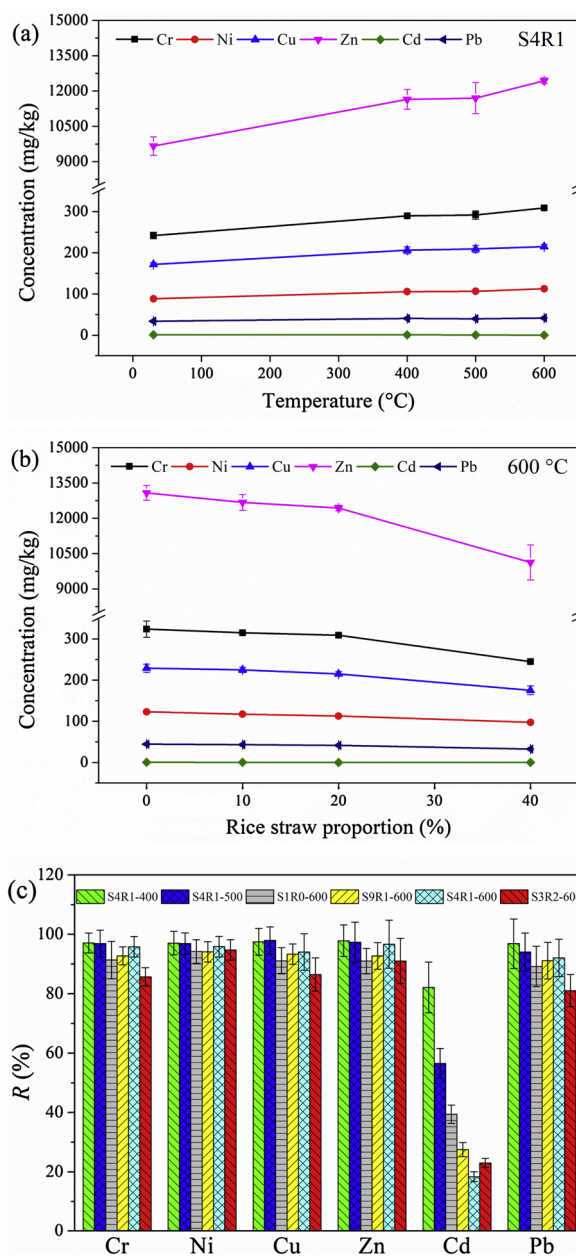 (a)
Cr Ni Cu Zn Cd Pb
S4R1
15000
13500
12000
10500
9000
300
200
100
0
Concentration (mg/kg)
0 100 200 300 400 500 600
Temperature (°C)
(b)
Cr Ni Cu Zn Cd Pb
600 °C
15000
13500
12000
10500
9000
300
200
100
0
Concentration (mg/kg)
0 10 20 30 40
Rice straw proportion (%)
(c)
S4R1-400 S4R1-500 S1R0-600 S9R1-600 S4R1-600 S3R2-60
120
100
80
60
40
20
0
R (%)
Cr Ni Cu Zn Cd Pb